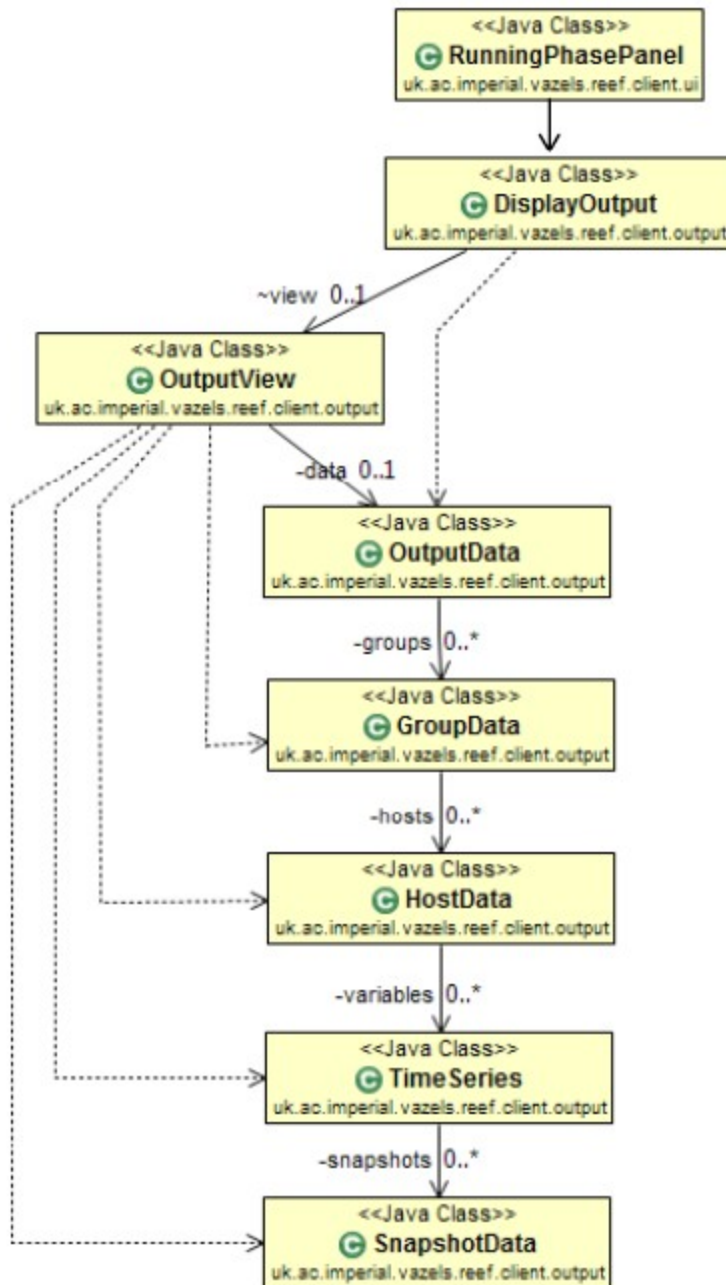 <<Java Class>>
C RunningPhasePanel
uk.ac.imperial.vazels.reef.client.ui
<<Java Class>>
C DisplayOutput
uk.ac.imperial.vazels.reef.client.output
~view 0..1
<<Java Class>>
C OutputView
uk.ac.imperial.vazels.reef.client.output
-data 0..1
<<Java Class>>
C OutputData
uk.ac.imperial.vazels.reef.client.output
-groups 0..*
<<Java Class>>
C GroupData
uk.ac.imperial.vazels.reef.client.output
-hosts 0..*
<<Java Class>>
C HostData
uk.ac.imperial.vazels.reef.client.output
-variables 0..*
<<Java Class>>
C TimeSeries
uk.ac.imperial.vazels.reef.client.output
-snapshots 0..*
<<Java Class>>
C SnapshotData
uk.ac.imperial.vazels.reef.client.output